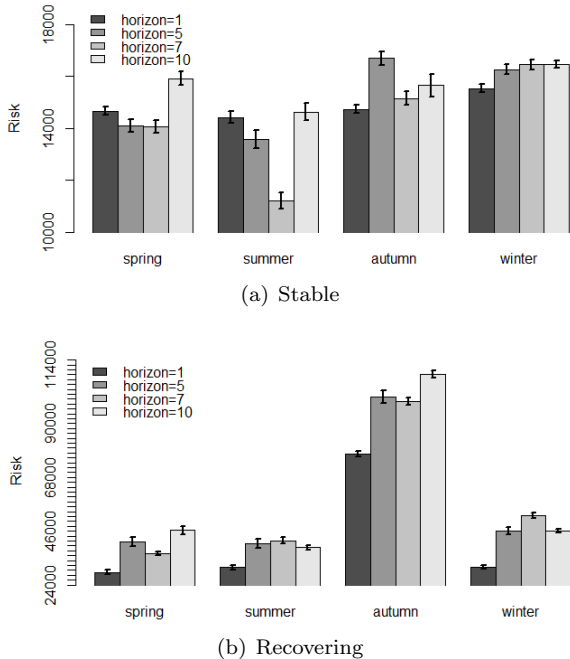 horizon=1
horizon=5
horizon=7
horizon=10
Risk
10000 14000 18000
spring summer autumn winter
(a) Stable
horizon=1
horizon=5
horizon=7
horizon=10
Risk
24000 46000 68000 90000 114000
spring summer autumn winter
(b) Recovering